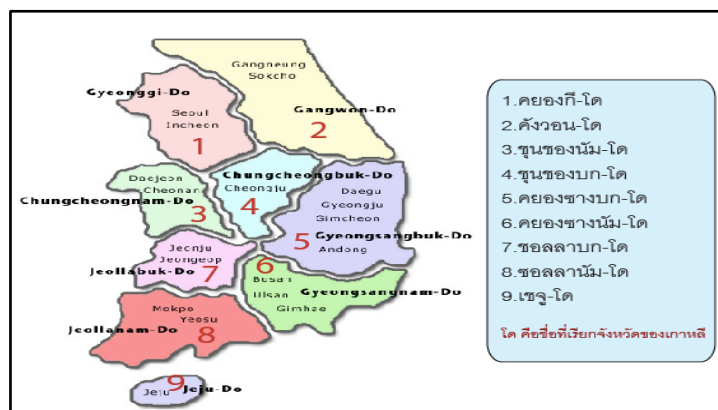 Gangneung
Sokcho
Gyeonggi-Do
Gangwon-Do
2
Seoul
Incheon
1
Daejeon
Cheonan
Chungcheongnam-Do
3
Chungcheongbuk-Do
Cheongju
4
Daegu
Gyeongju
Gimcheon
5
Gyeongsangbuk-Do
Andong
Jeonju
Jeongeop
Jeollabuk-Do
7
6
Busan
Ulsan
Gyeongsangnam-Do
Gimhae
Mokpo
Yeosu
Jeollanam-Do
8
9
Jeju
Jeju-Do
1.คยองกี-โด
2.คังวอน-โด
3.ชุนชองนัม-โด
4.ชุนชองบก-โด
5.คยองซางบก-โด
6.คยองซางนัม-โด
7.ชอลลาบก-โด
8.ชอลลานัม-โด
9.เชจู-โด
โด คือชื่อที่เรียกจังหวัดของเกาหลี